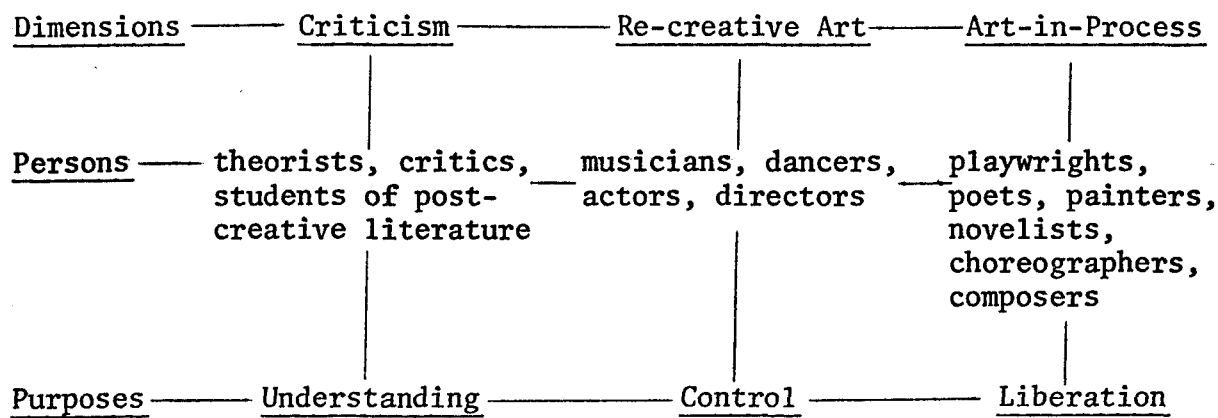 Dimensions Criticism Re-creative Art Art-in-Process
Persons theorists, critics, musicians, dancers, playwrights,
students of post- actors, directors poets, painters,
creative literature novelists,
choreographers,
composers
Purposes Understanding Control Liberation